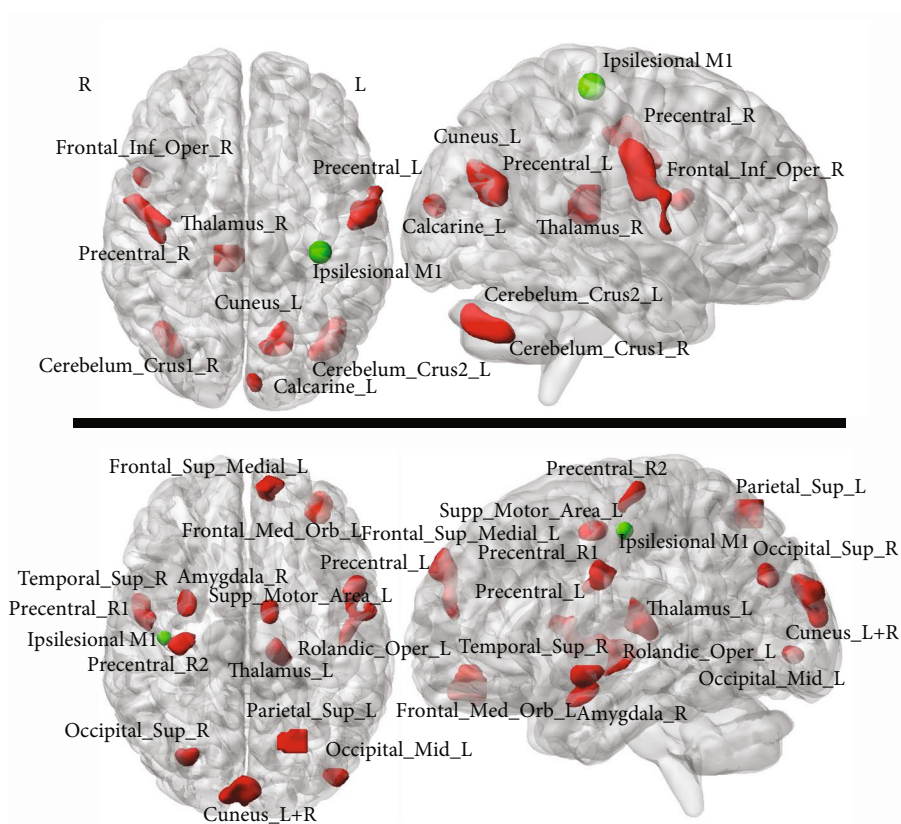 R
L
Frontal_Inf_Oper_R
Precentral_L
Thalamus_R
Precentral_R
Ipsilesional M1
Cuneus_L
Cerebelum_Crus1_R
Cerebelum_Crus2_L
Calcarine_L
Ipsilesional M1
Precentral_R
Cuneus_L
Precentral_L
Frontal_Inf_Oper_R
Calcarine_L
Thalamus_R
Cerebelum_Crus2_L
Cerebelum_Crus1_R
Frontal_Sup_Medial_L
Frontal_Med_Orb_L
Precentral_L
Temporal_Sup_R
Amygdala_R
Precentral_R1
Supp_Motor_Area_L
Ipsilesional M1
Rolandic_Oper_L
Precentral_R2
Thalamus_L
Parietal_Sup_L
Occipital_Sup_R
Occipital_Mid_L
Cuneus_L+R
Precentral_R2
Parietal_Sup_L
Supp_Motor_Area_L
Frontal_Sup_Medial_L
Ipsilesional M1
Precentral_R1
Occipital_Sup_R
Precentral_L
Thalamus_L
Cuneus_L+R
Temporal_Sup_R
Rolandic_Oper_L
Occipital_Mid_L
Frontal_Med_Orb_L
Amygdala_R